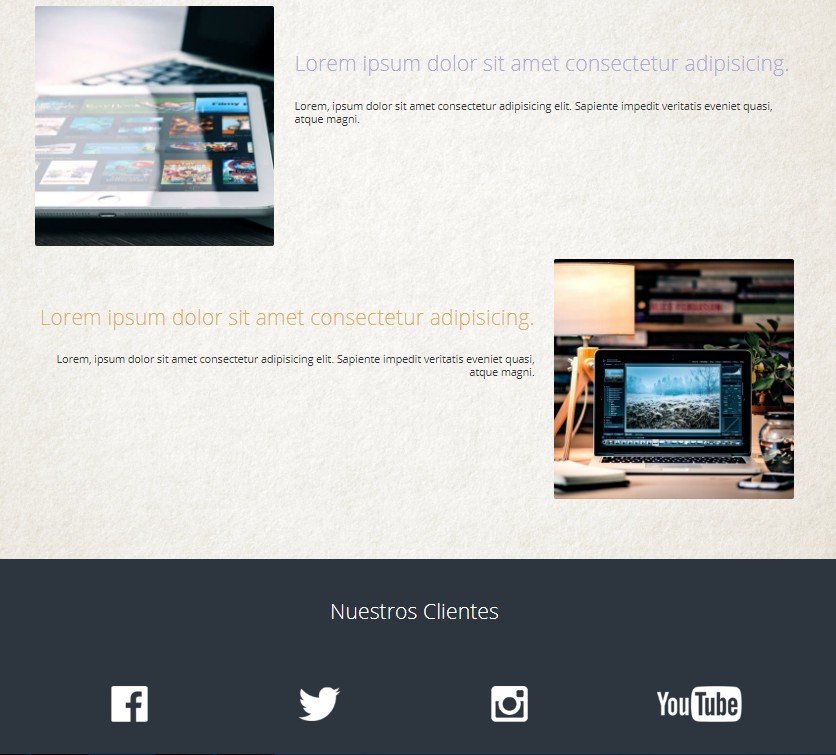 Lorem ipsum dolor sit amet consectetur adipisicing.
Lorem, ipsum dolor sit amet consectetur adipisicing elit. Sapiente impedit veritatis eveniet quasi,
atque magni.
Lorem ipsum dolor sit amet consectetur adipisicing.
Lorem, ipsum dolor sit amet consectetur adipisicing elit. Sapiente impedit veritatis eveniet quasi,
atque magni.
Nuestros Clientes
YouTube